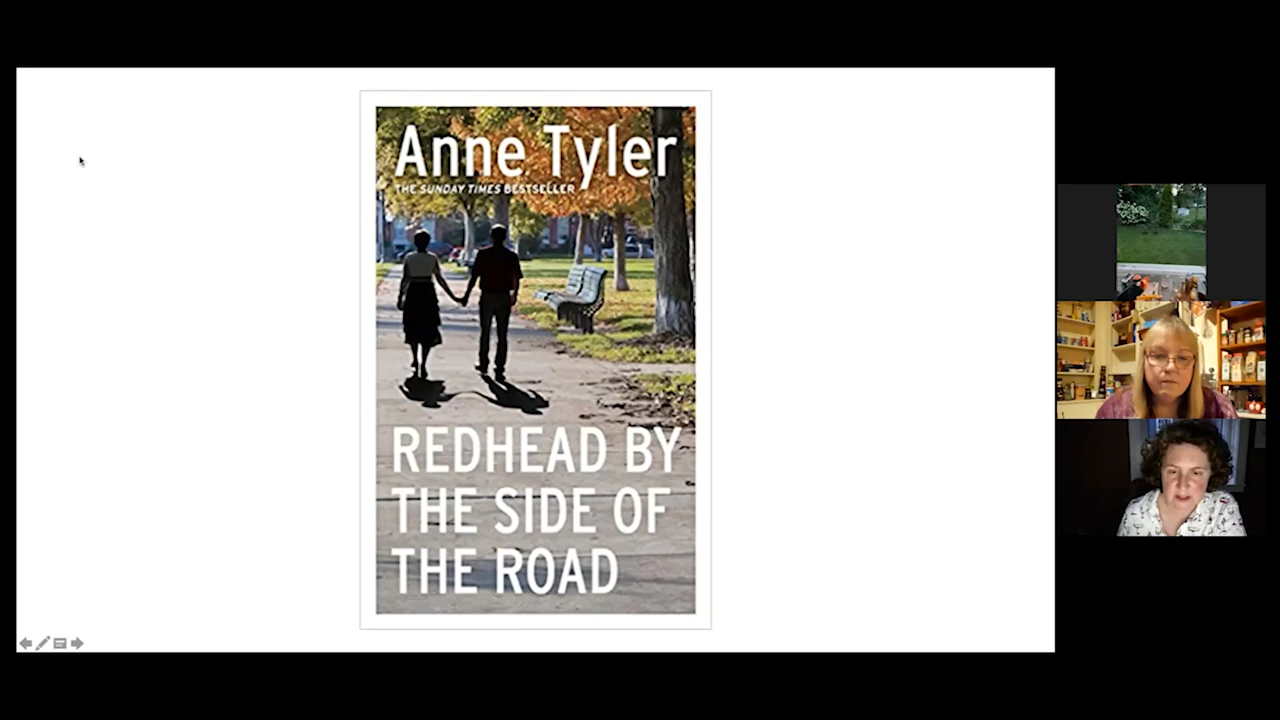 Anne Tyler
THE SUNDAY TIMES BESTSELLER
REDHEAD BY
THE SIDE OF
THE ROAD